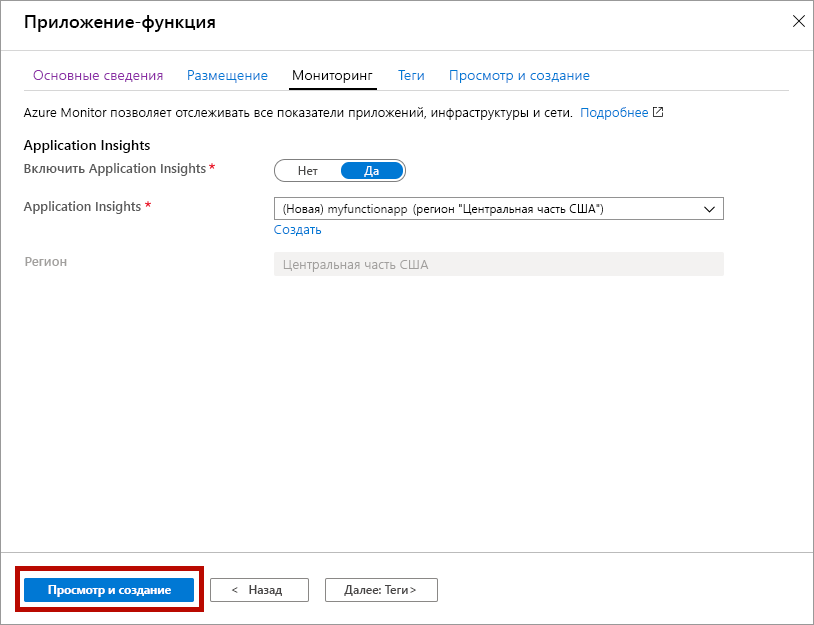 Приложение-функция
Основные сведения Размещение Мониторинг Теги Просмотр и создание
Azure Monitor позволяет отслеживать все показатели приложений, инфраструктуры и сети. Подробнее
Application Insights
Включить Application Insights * Нет Да
Application Insights * (Новая) myfunctionapp (регион "Центральная часть США")
Создать
Регион Центральная часть США
Просмотр и создание < Назад Далее: Теги>